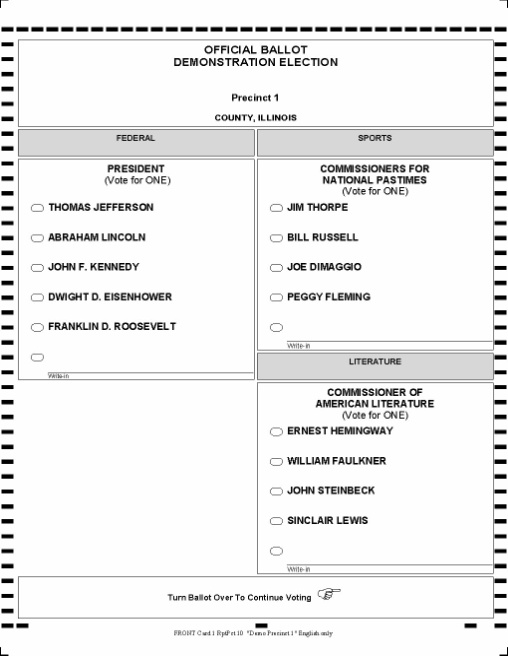 OFFICIAL BALLOT
DEMONSTRATION ELECTION
Precinct 1
COUNTY, ILLINOIS
FEDERAL
PRESIDENT
(Vote for ONE)
THOMAS JEFFERSON
ABRAHAM LINCOLN
JOHN F. KENNEDY
DWIGHT D. EISENHOWER
FRANKLIN D. ROOSEVELT
Write-in
SPORTS
COMMISSIONERS FOR
NATIONAL PASTIMES
(Vote for ONE)
JIM THORPE
BILL RUSSELL
JOE DIMAGGIO
PEGGY FLEMING
Write-in
LITERATURE
COMMISSIONER OF
AMERICAN LITERATURE
(Vote for ONE)
ERNEST HEMINGWAY
WILLIAM FAULKNER
JOHN STEINBECK
SINCLAIR LEWIS
Write-in
Turn Ballot Over To Continue Voting
FRONT Card 1 RptPct 10 "Demo Precinct 1" English only